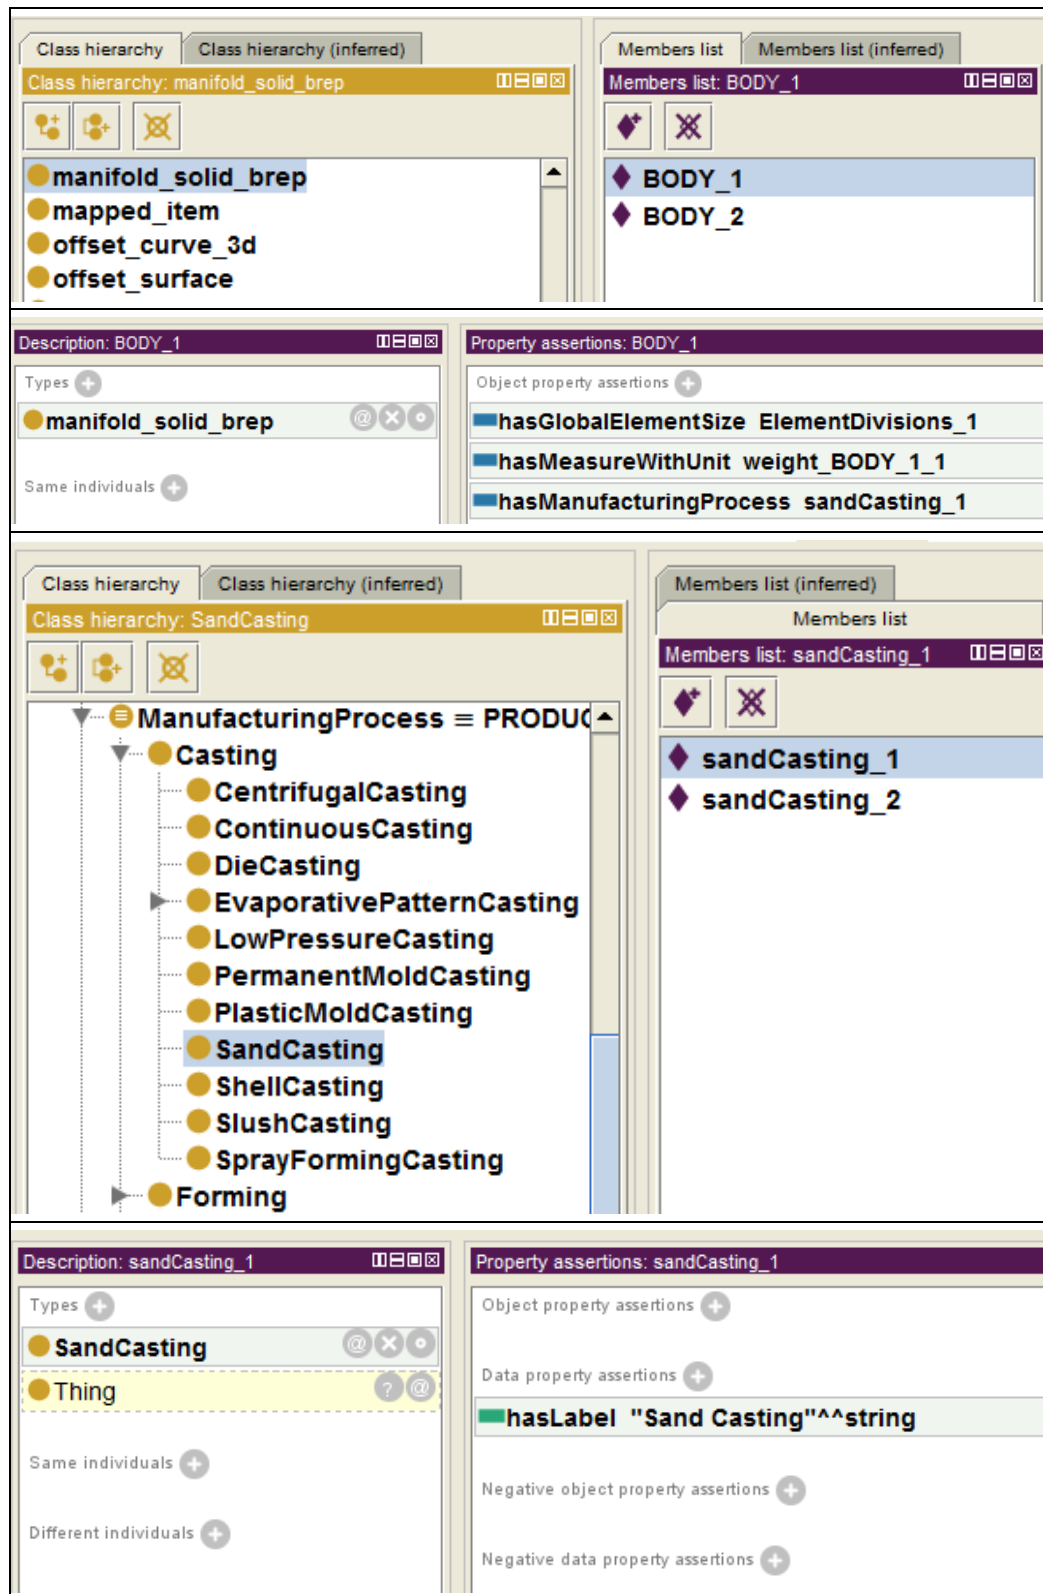 Class hierarchy Class hierarchy (inferred)
Class hierarchy: manifold_solid_brep
manifold_solid_brep
mapped_item
offset_curve_3d
offset_surface
Members list Members list (inferred)
Members list: BODY_1
BODY_1
BODY_2
Description: BODY_1
Types
manifold_solid_brep
Same individuals
Property assertions: BODY_1
Object property assertions
hasGlobalElementSize ElementDivisions_1
hasMeasureWithUnit weight_BODY_1_1
hasManufacturingProcess sandCasting_1
Class hierarchy Class hierarchy (inferred)
Class hierarchy: SandCasting
ManufacturingProcess ≡ PRODUC
Casting
CentrifugalCasting
ContinuousCasting
DieCasting
EvaporativePatternCasting
LowPressureCasting
PermanentMoldCasting
PlasticMoldCasting
SandCasting
ShellCasting
SlushCasting
SprayFormingCasting
Forming
Members list (inferred)
Members list
Members list: sandCasting_1
sandCasting_1
sandCasting_2
Description: sandCasting_1
Types
SandCasting
Thing
Same individuals
Different individuals
Property assertions: sandCasting_1
Object property assertions
Data property assertions
hasLabel "Sand Casting"^^string
Negative object property assertions
Negative data property assertions